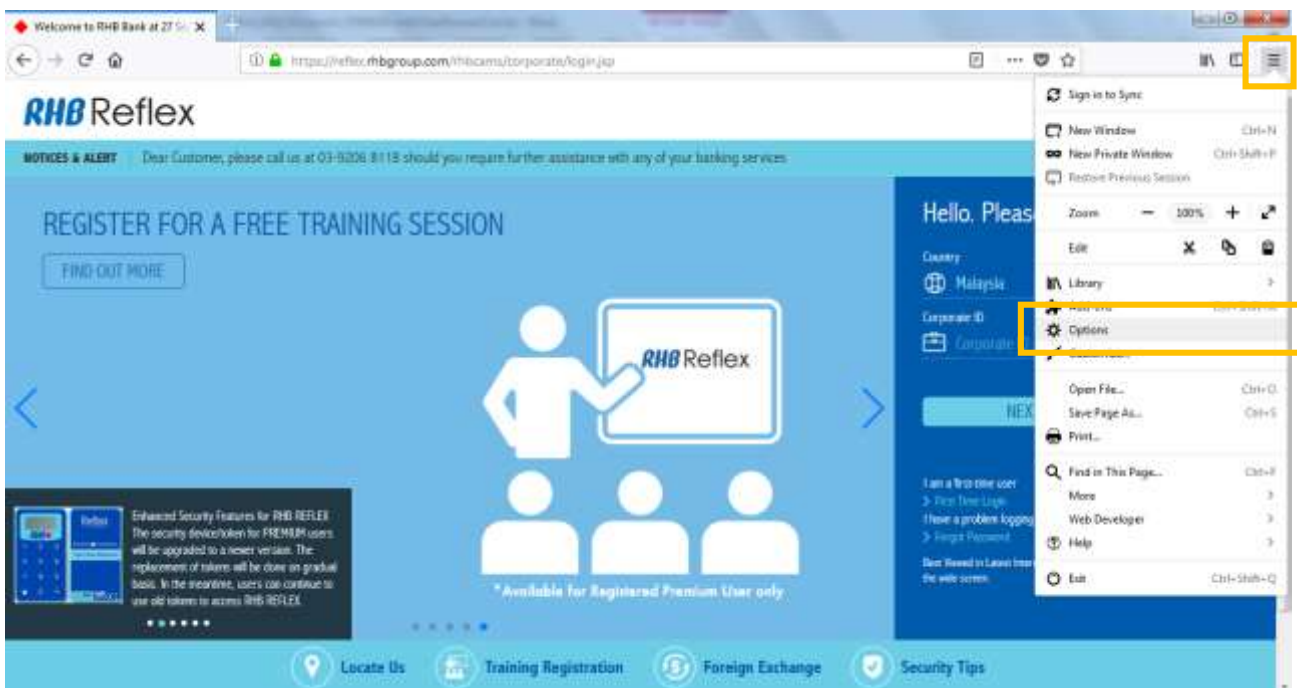 Welcome to RHB Bank at 27
https://reflex.rhbgroup.com/rhbcams/corporate/login.jsp
RHB Reflex
NOTICES & ALERT Dear Customer, please call us at 03-9206 8118 should you require further assistance with any of your banking services
REGISTER FOR A FREE TRAINING SESSION
FIND OUT MORE
RHB Reflex
*Available for Registered Premium User only
Reflex
Enhanced Security Features for RHB REFLEX
The security device/token for PREMIUM users
will be upgraded to a newer version. The
replacement of tokens will be done on gradual
basis. In the meantime, users can continue to
use old tokens to access RHB REFLEX.
Hello. Pleas
Country
Malaysia
Corporate ID
Corporate
NEX
I am a first time user
> First Time Login
I have a problem logging
> Forgot Password
Best Viewed in Latest Inter
the wide screen.
Sign in to Sync
New Window Ctrl+N
New Private Window Ctrl+Shift+P
Restore Previous Session
Zoom − 100% +
Edit
Library
Options
Open File... Ctrl+O
Save Page As... Ctrl+S
Print...
Find in This Page... Ctrl+F
More
Web Developer
Help
Exit Ctrl+Shift+Q
Locate Us
Training Registration
Foreign Exchange
Security Tips